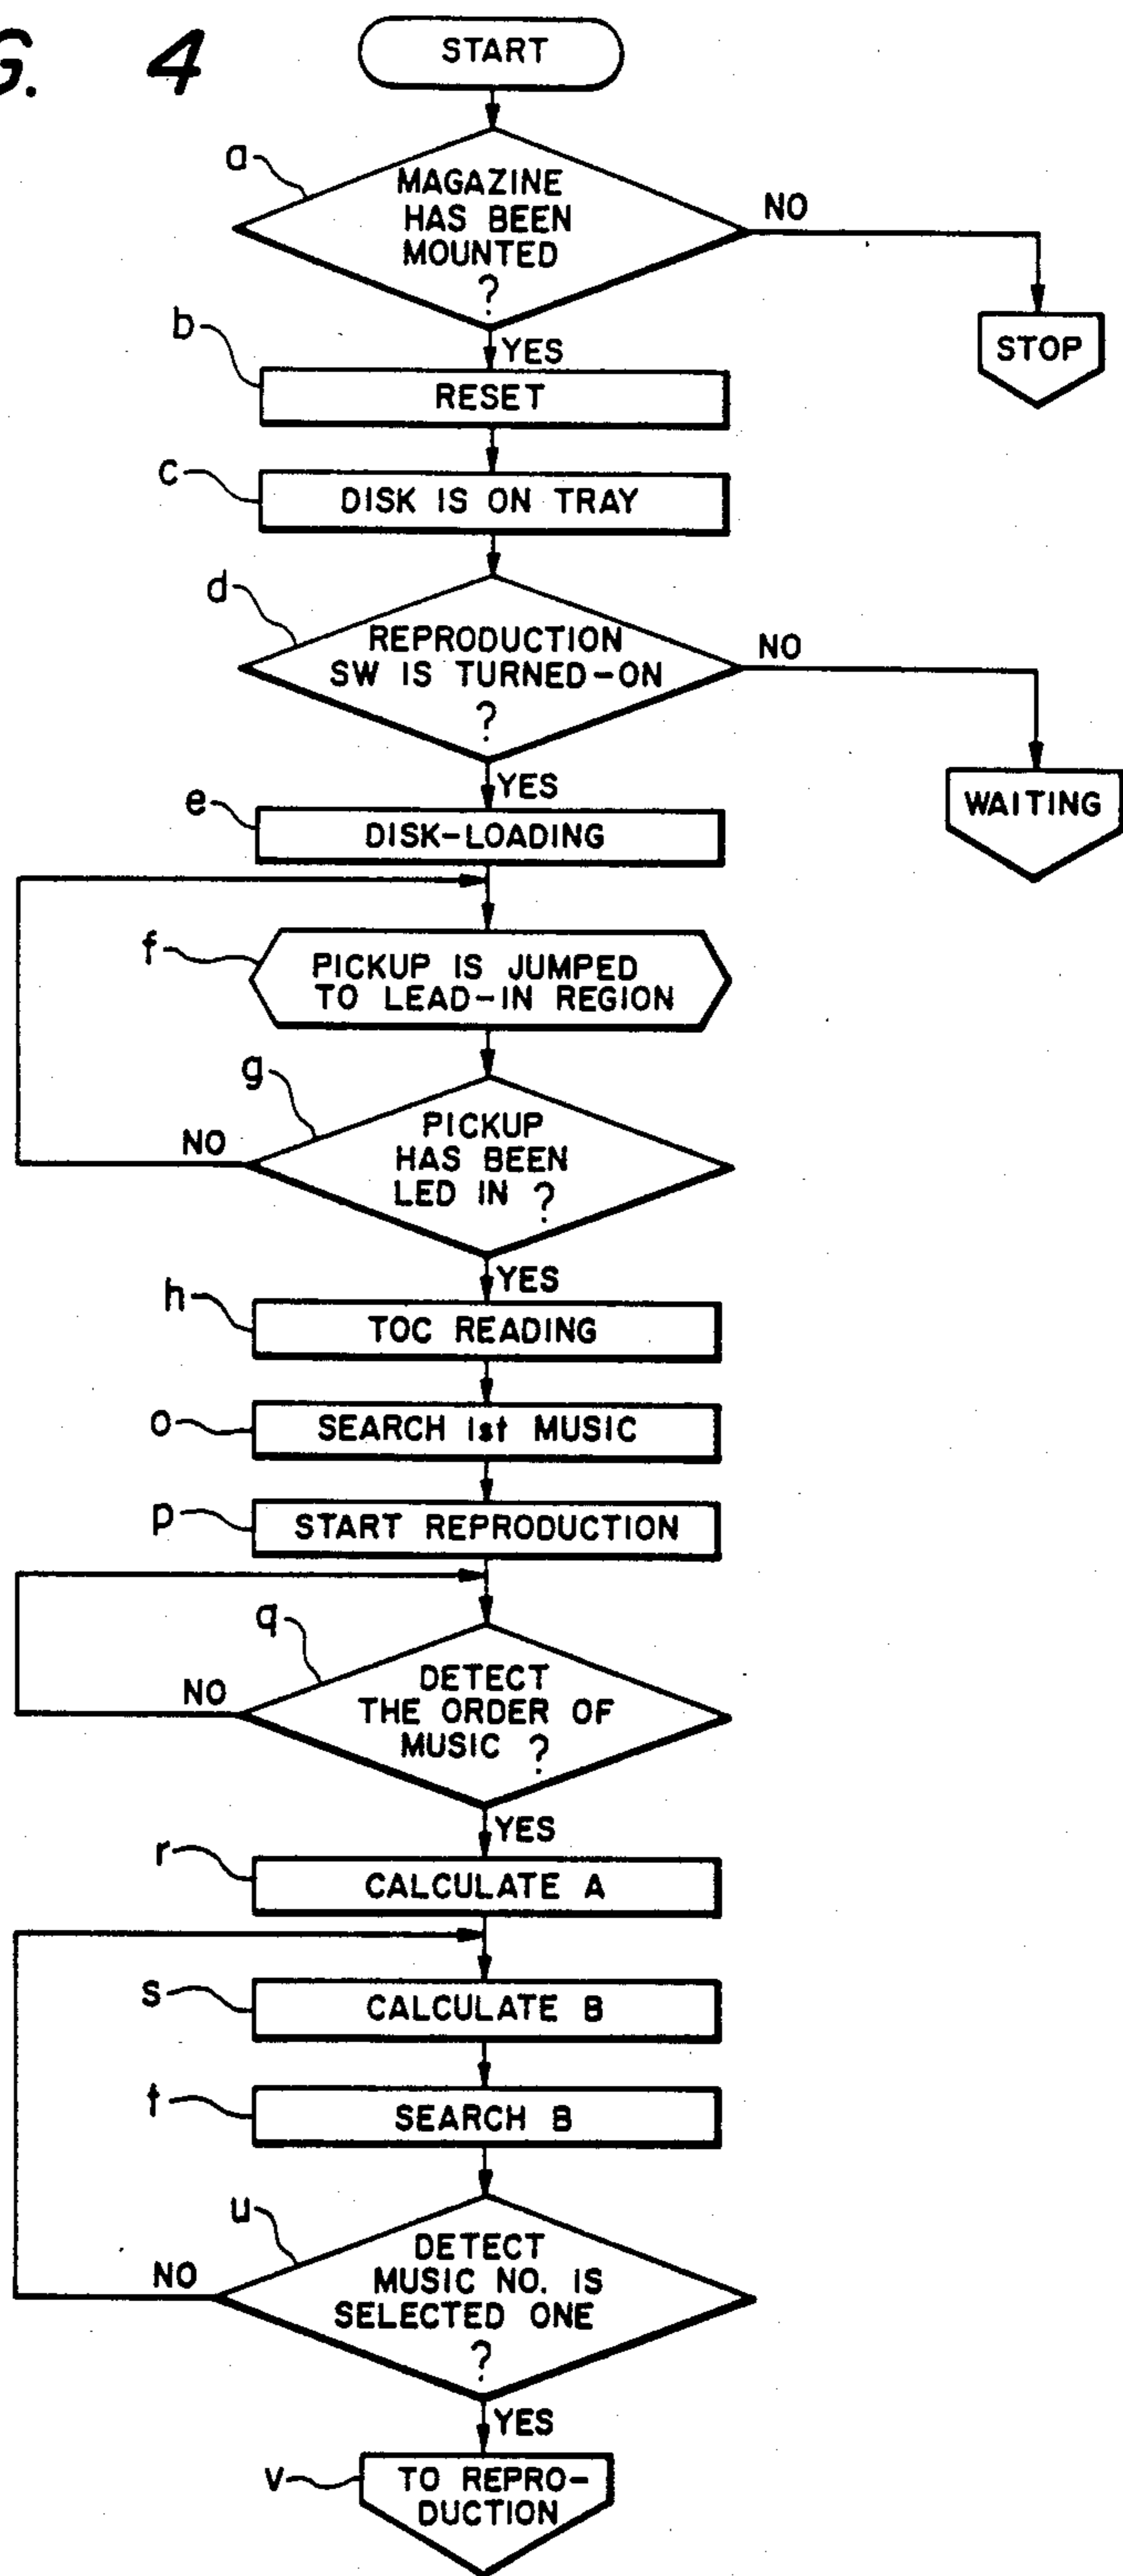 G. 4
START
a
MAGAZINE
HAS BEEN
MOUNTED
?
NO
STOP
YES
b
RESET
c
DISK IS ON TRAY
d
REPRODUCTION
SW IS TURNED-ON
?
NO
WAITING
YES
e
DISK-LOADING
f
PICKUP IS JUMPED
TO LEAD-IN REGION
g
PICKUP
HAS BEEN
LED IN ?
NO
YES
h
TOC READING
o
SEARCH 1st MUSIC
p
START REPRODUCTION
q
DETECT
THE ORDER OF
MUSIC ?
NO
YES
r
CALCULATE A
s
CALCULATE B
t
SEARCH B
u
DETECT
MUSIC NO. IS
SELECTED ONE
?
NO
YES
v
TO REPRO-
DUCTION